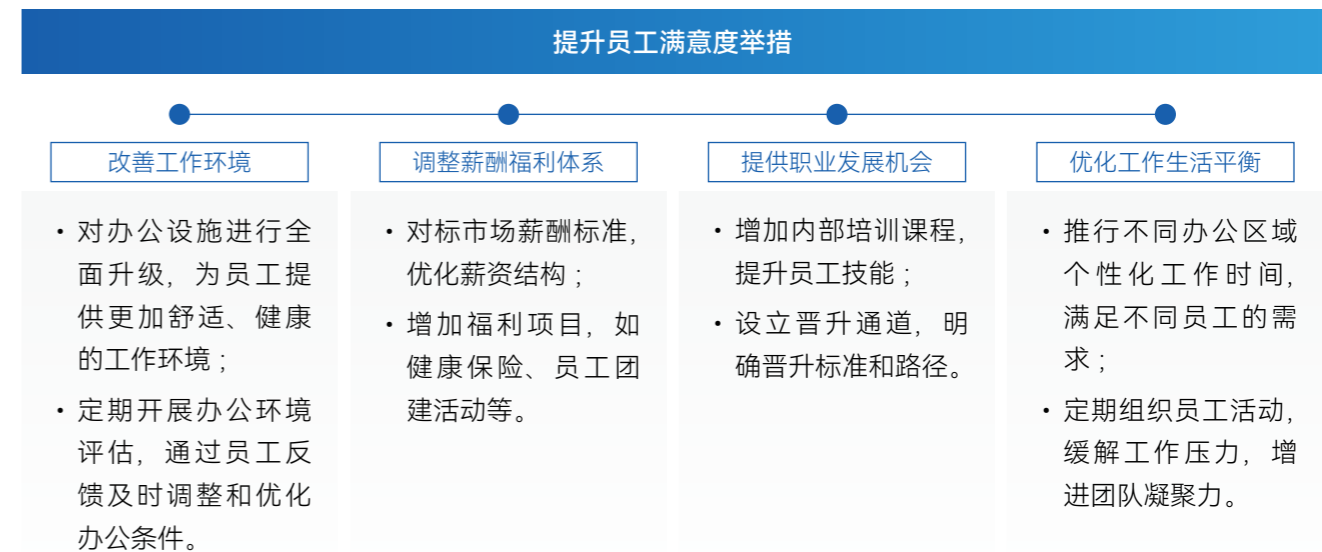 提升员工满意度举措
改善工作环境
• 对办公设施进行全
面升级，为员工提
供更加舒适、健康
的工作环境；
• 定期开展办公环境
评估，通过员工反
馈及时调整和优化
办公条件。
调整薪酬福利体系
• 对标市场薪酬标准，
优化薪资结构；
• 增加福利项目，如
健康保险、员工团
建活动等。
提供职业发展机会
• 增加内部培训课程，
提升员工技能；
• 设立晋升通道，明
确晋升标准和路径。
优化工作生活平衡
• 推行不同办公区域
个性化工作时间，
满足不同员工的需
求；
• 定期组织员工活动，
缓解工作压力，增
进团队凝聚力。